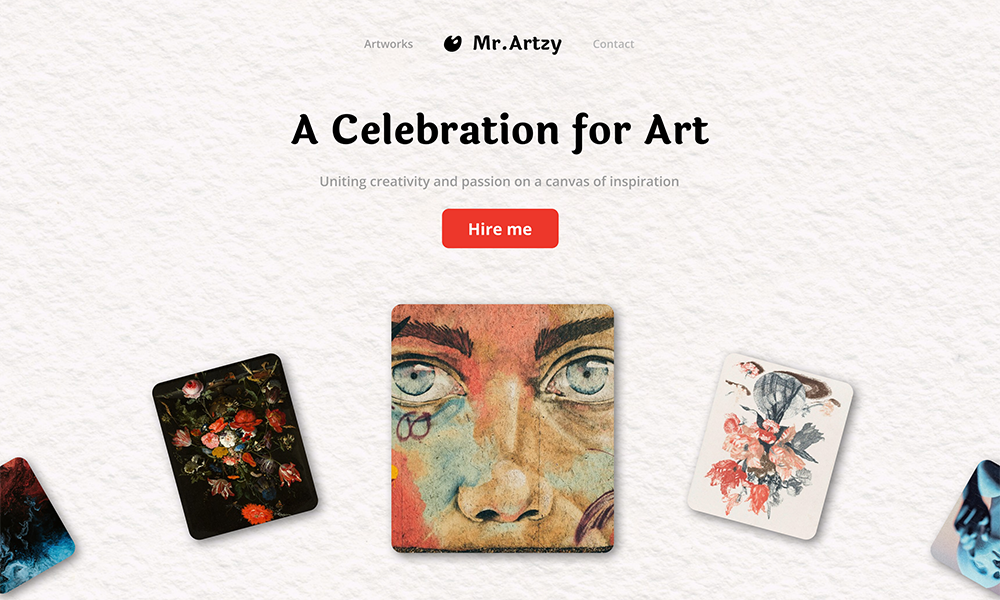 Artworks
Mr.Artzy
Contact
A Celebration for Art
Uniting creativity and passion on a canvas of inspiration
Hire me